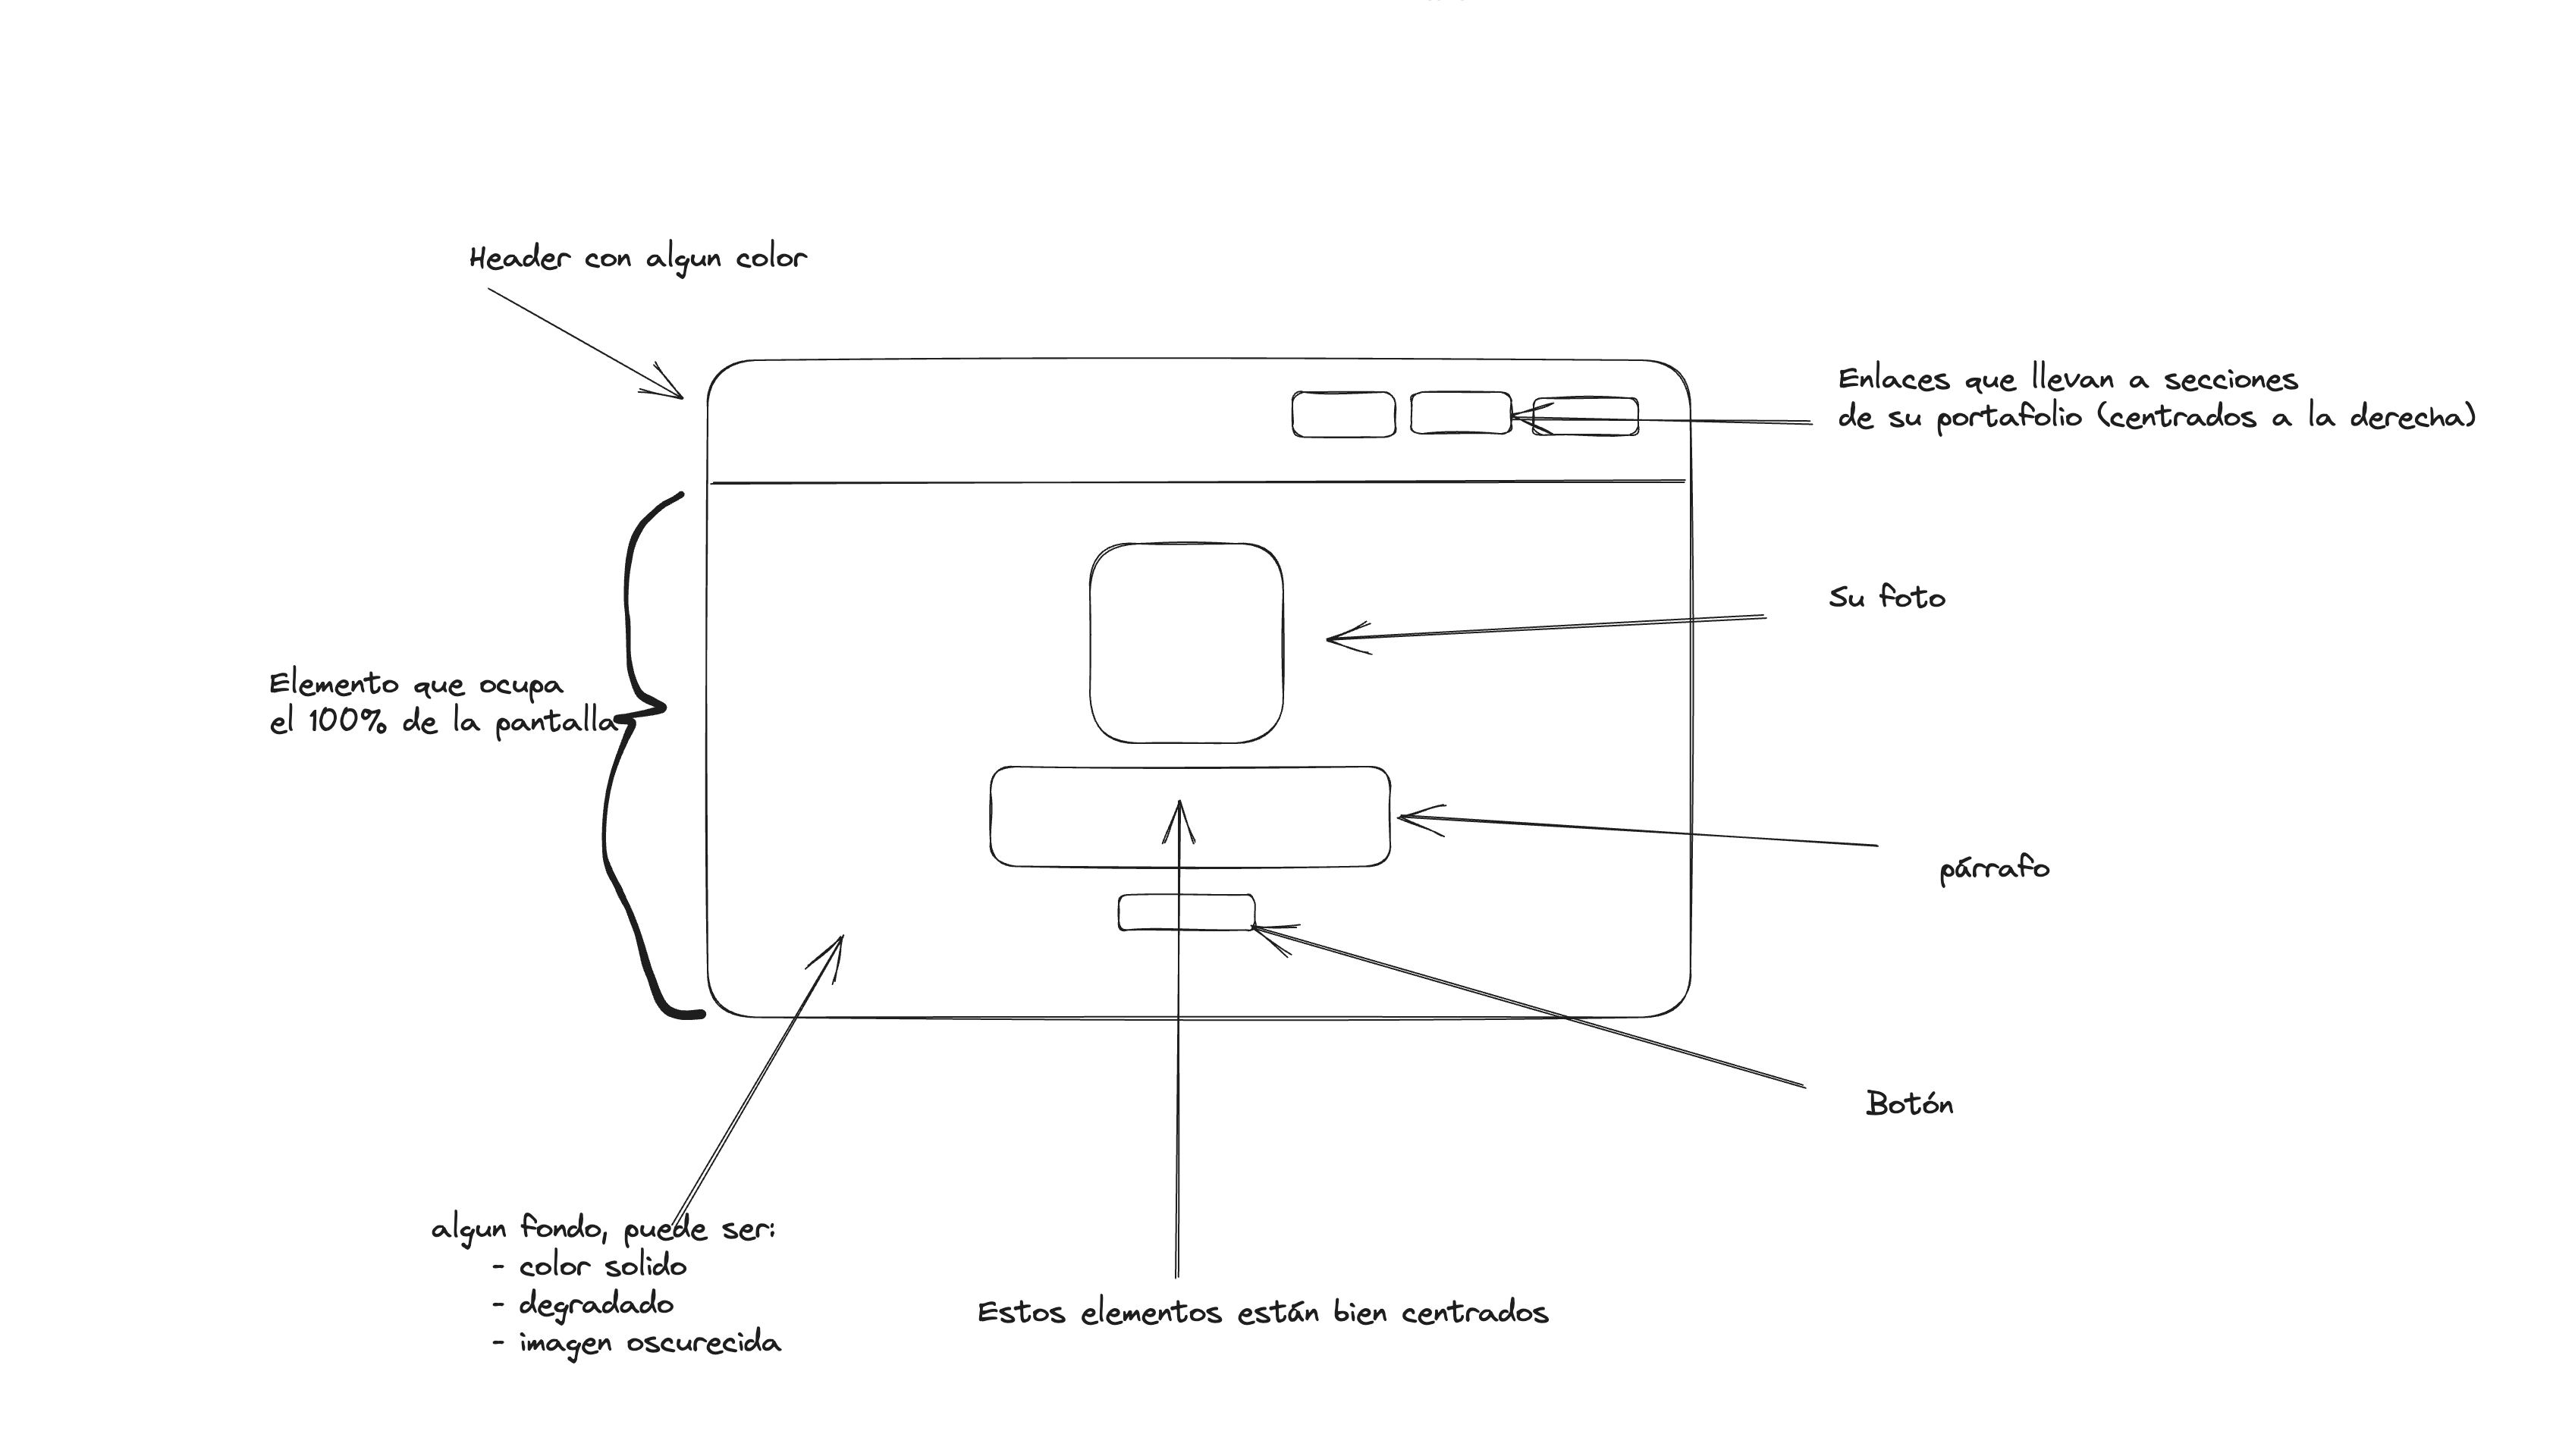 Header con algun color
Enlaces que llevan a secciones
de su portafolio (centrados a la derecha)
Su foto
Elemento que ocupa
el 100% de la pantalla
párrafo
Botón
algun fondo, puede ser:
- color solido
- degradado
- imagen oscurecida
Estos elementos están bien centrados